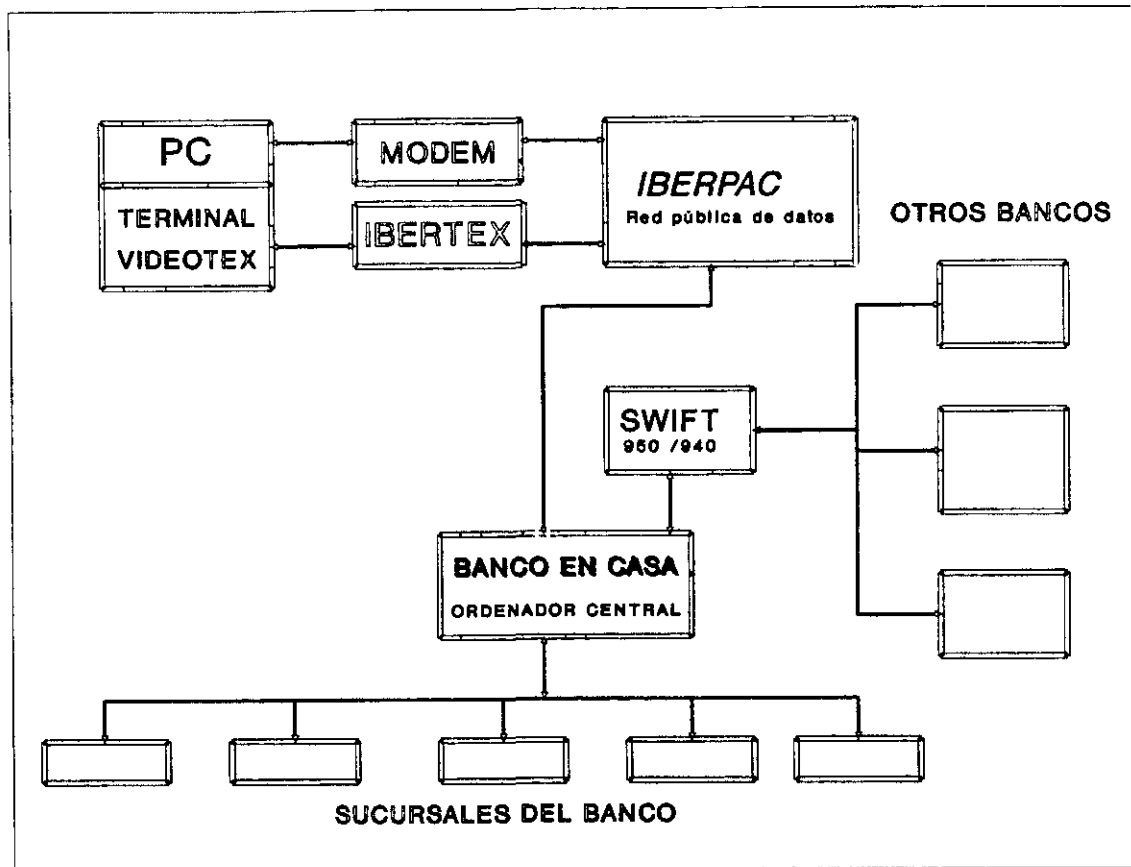 PC
MODEM
IBERPAC
Red pública de datos
TERMINAL
VIDEOTEX
IBERTEX
OTROS BANCOS
SWIFT
950 /940
BANCO EN CASA
ORDENADOR CENTRAL
SUCURSALES DEL BANCO